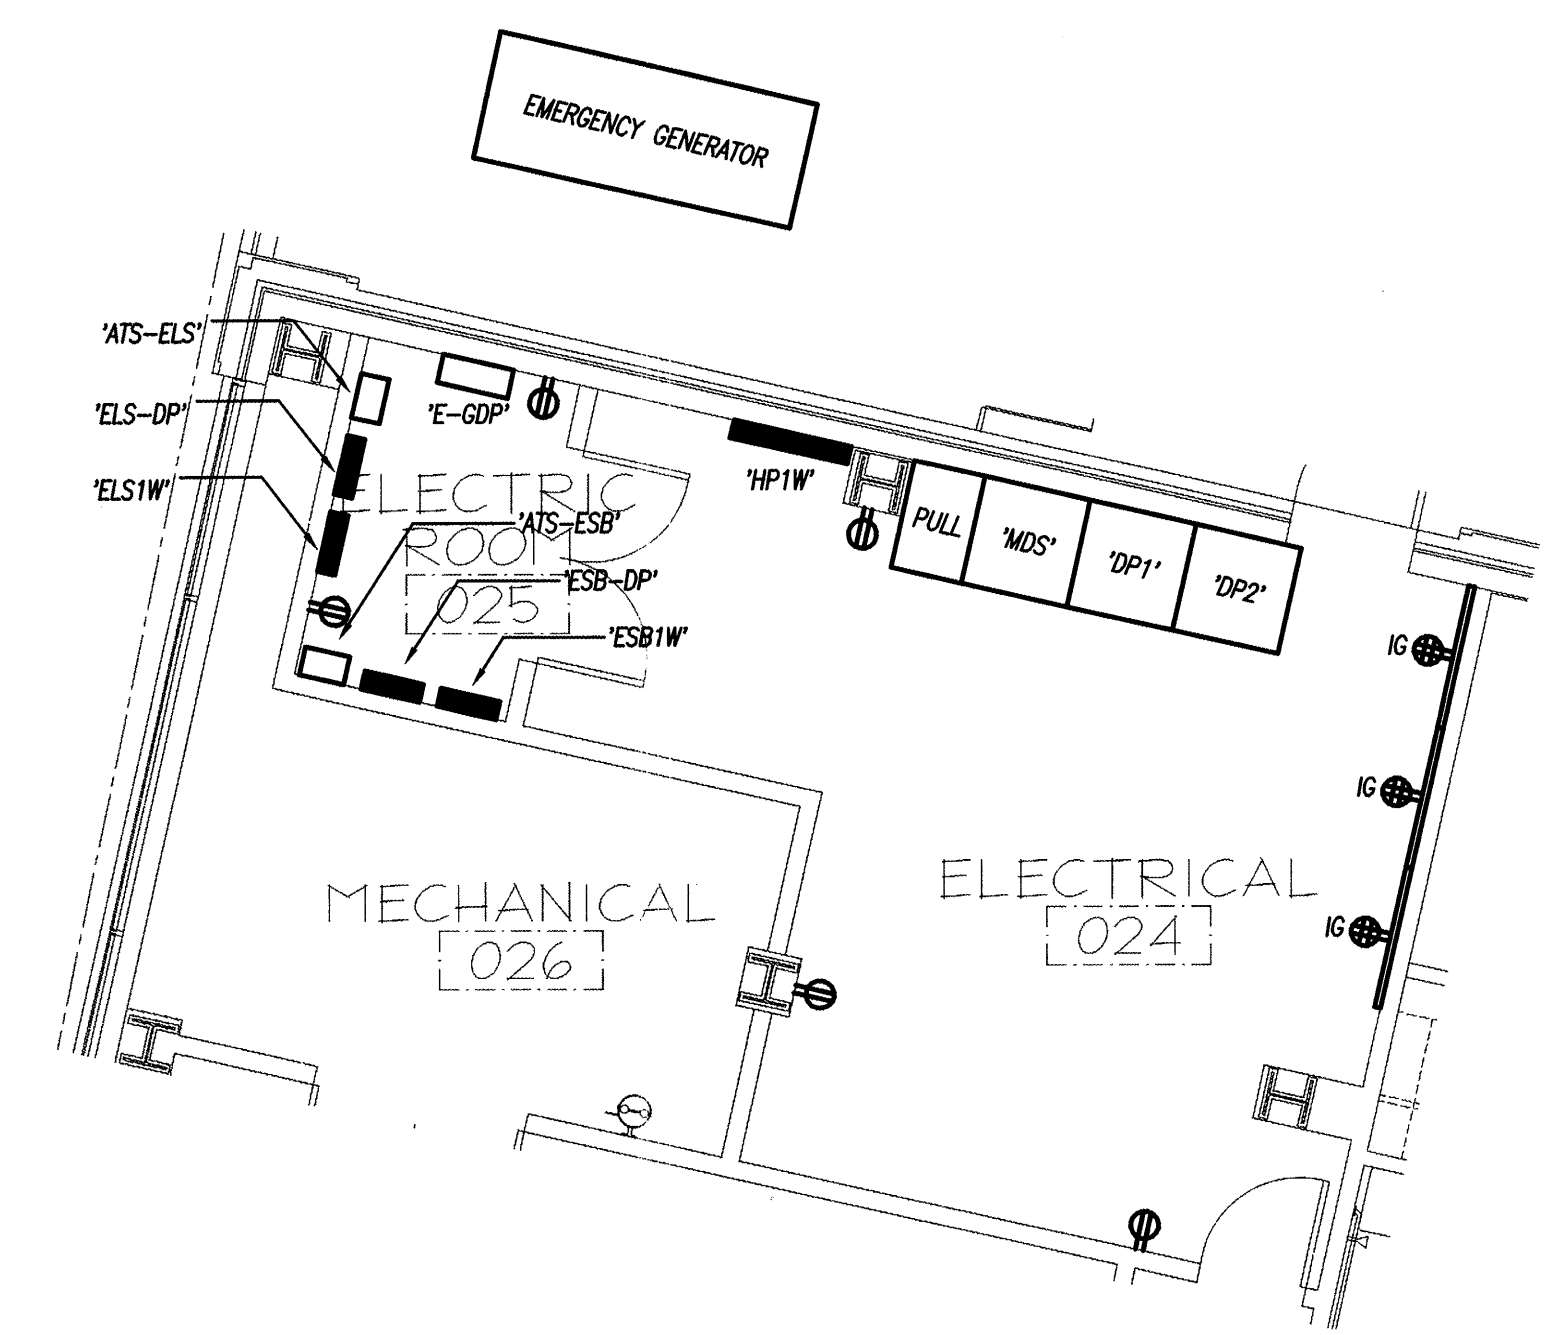 EMERGENCY GENERATOR
'ATS-ELS'
'ELS-DP'
'E-GDP'
'ELS1W'
'HP1W'
ELECTRIC
ROOM
025
'ATS-ESB'
'ESB-DP'
'ESB1W'
PULL
'MDS'
'DP1'
'DP2'
IG
IG
IG
MECHANICAL
026
ELECTRICAL
024